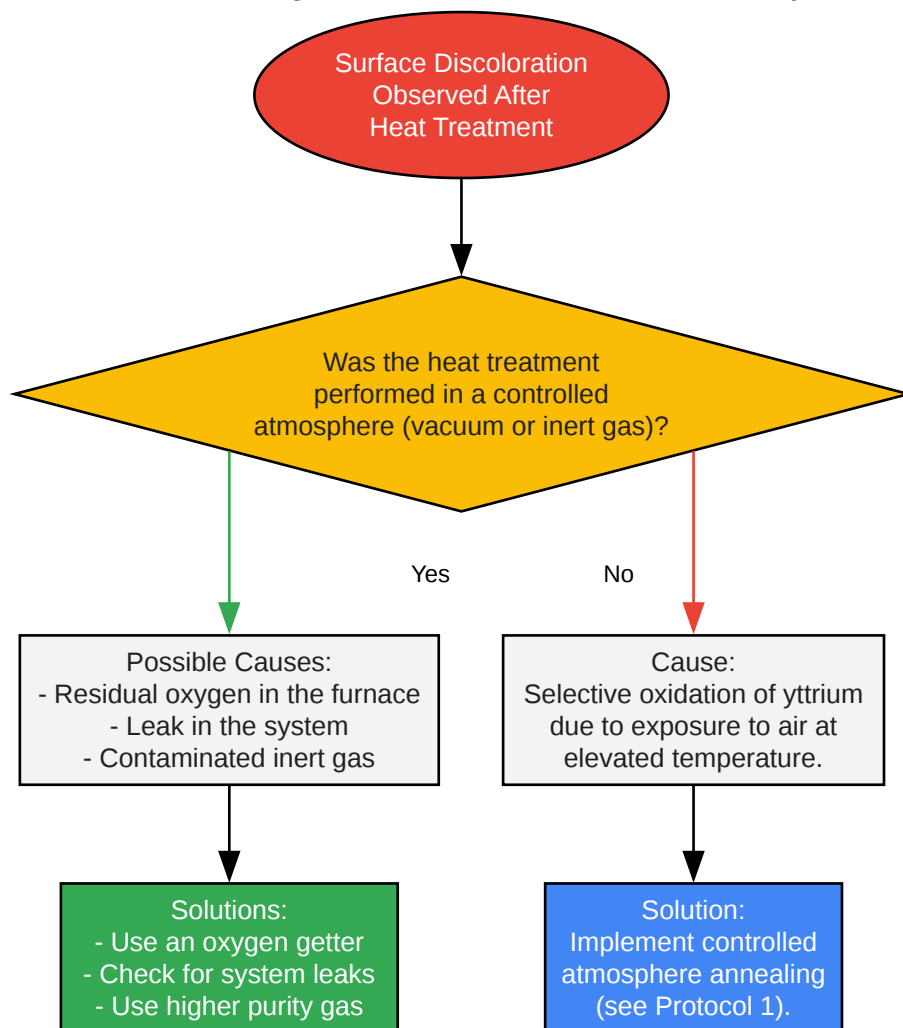 Surface Discoloration
Observed After
Heat Treatment
Was the heat treatment
performed in a controlled
atmosphere (vacuum or inert gas)?
Yes
No
Possible Causes:
- Residual oxygen in the furnace
- Leak in the system
- Contaminated inert gas
Cause:
Selective oxidation of yttrium
due to exposure to air at
elevated temperature.
Solutions:
- Use an oxygen getter
- Check for system leaks
- Use higher purity gas
Solution:
Implement controlled
atmosphere annealing
(see Protocol 1).